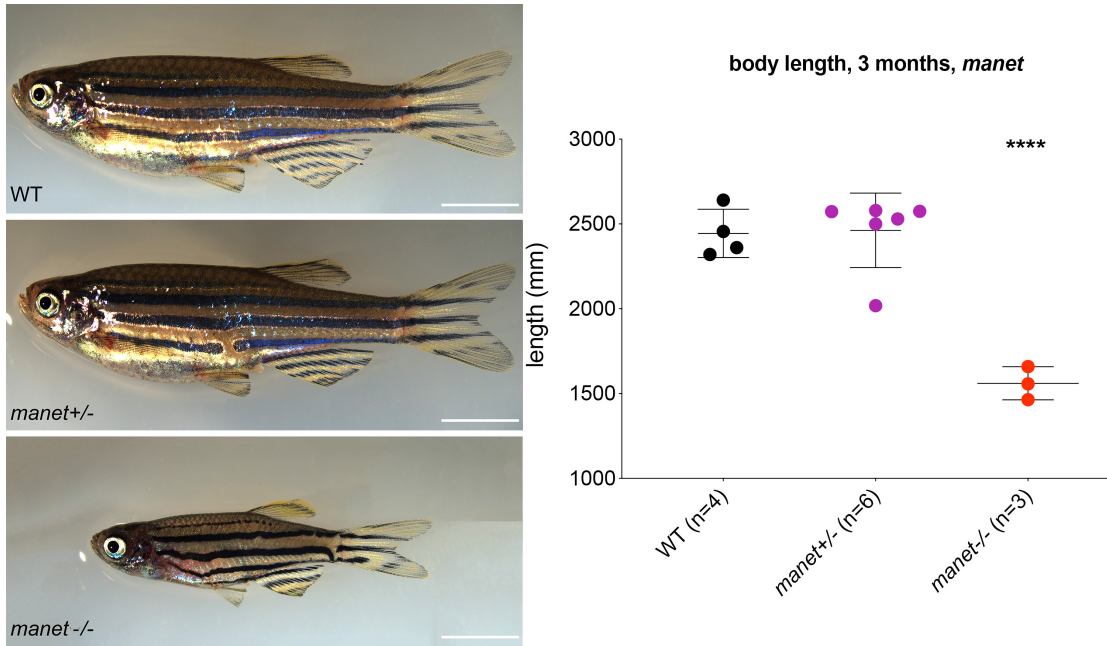 WT
manet+/-
manet -/-
body length, 3 months, manet
length (mm)
3000
2500
2000
1500
1000
****
WT (n=4)
manet+/- (n=6)
manet-/- (n=3)